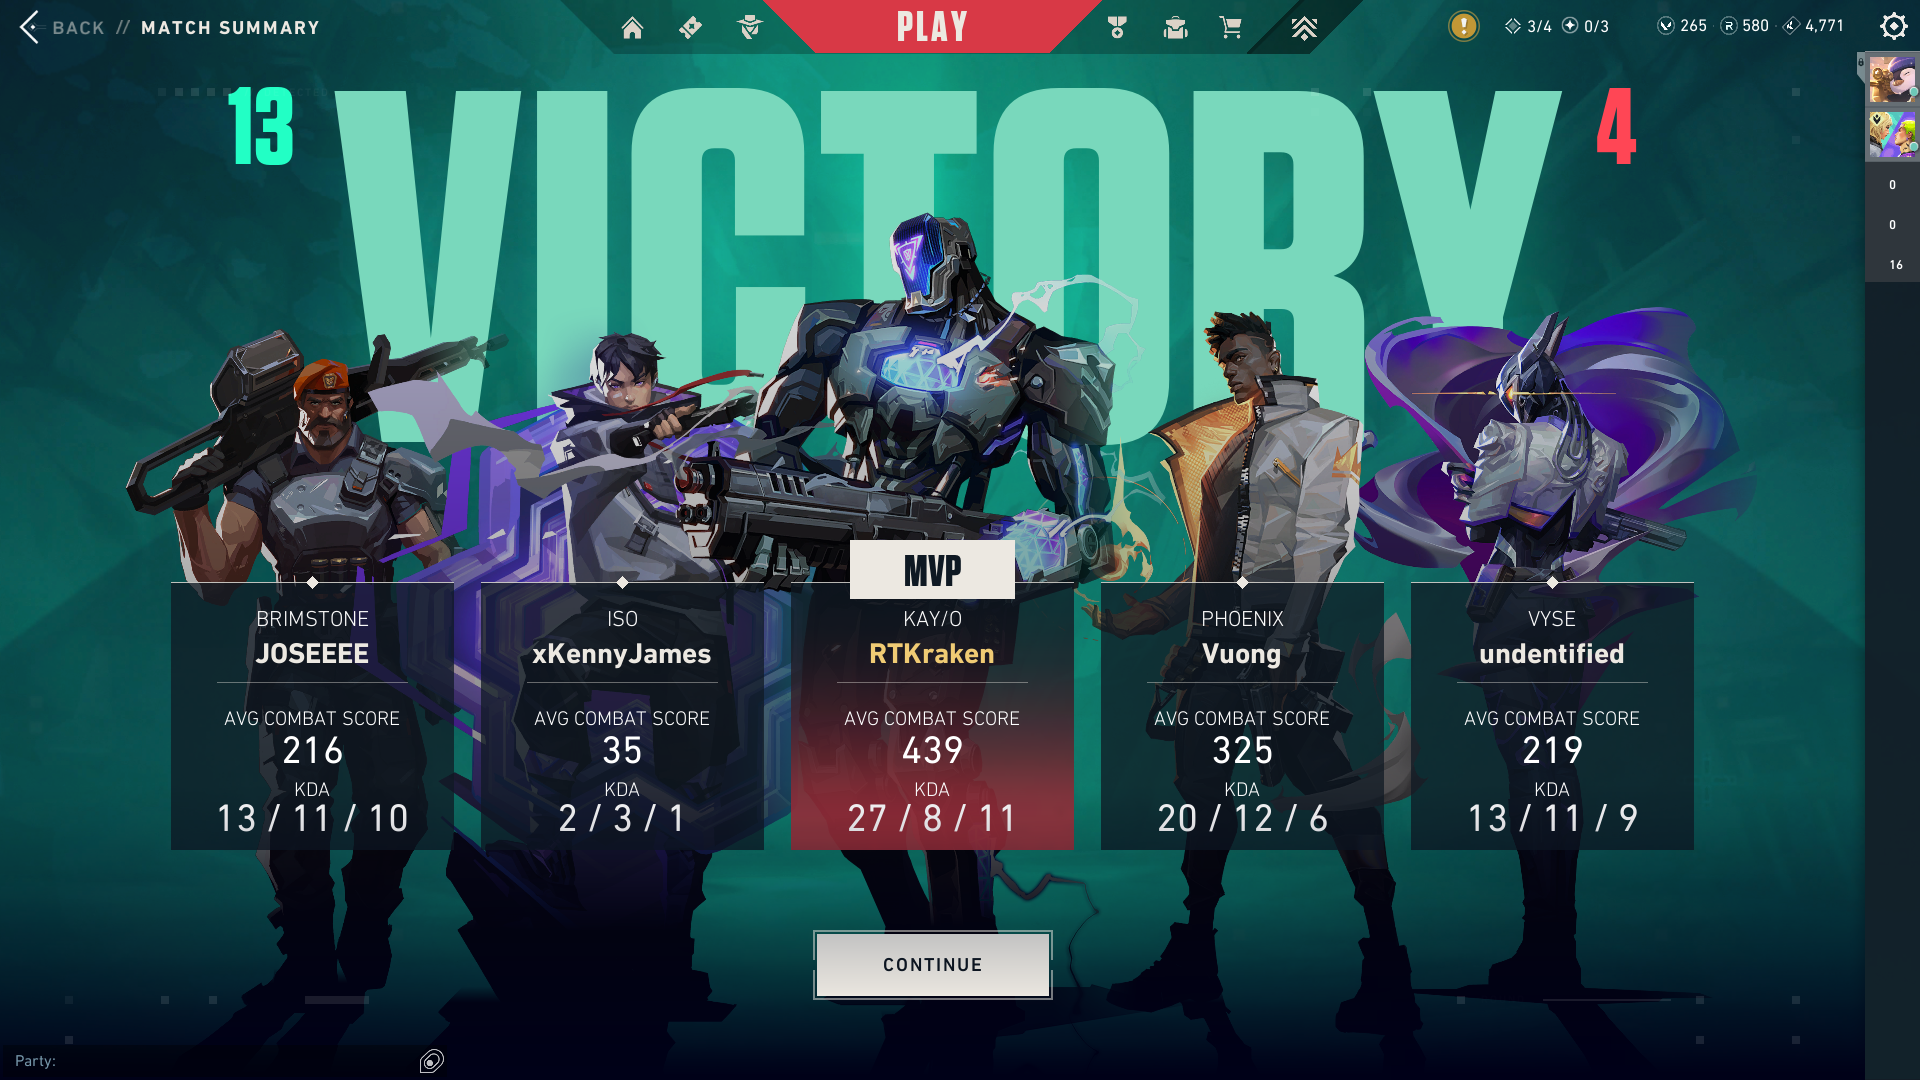 BACK // MATCH SUMMARY
PLAY
3/4 0/3
265 580 4,771
13 VICTORY 4
0
0
16
MVP
BRIMSTONE
JOSEEEE
AVG COMBAT SCORE
216
KDA
13 / 11 / 10
ISO
xKennyJames
AVG COMBAT SCORE
35
KDA
2 / 3 / 1
KAY/O
RTKraken
AVG COMBAT SCORE
439
KDA
27 / 8 / 11
PHOENIX
Vuong
AVG COMBAT SCORE
325
KDA
20 / 12 / 6
VYSE
undentified
AVG COMBAT SCORE
219
KDA
13 / 11 / 9
CONTINUE
Party: